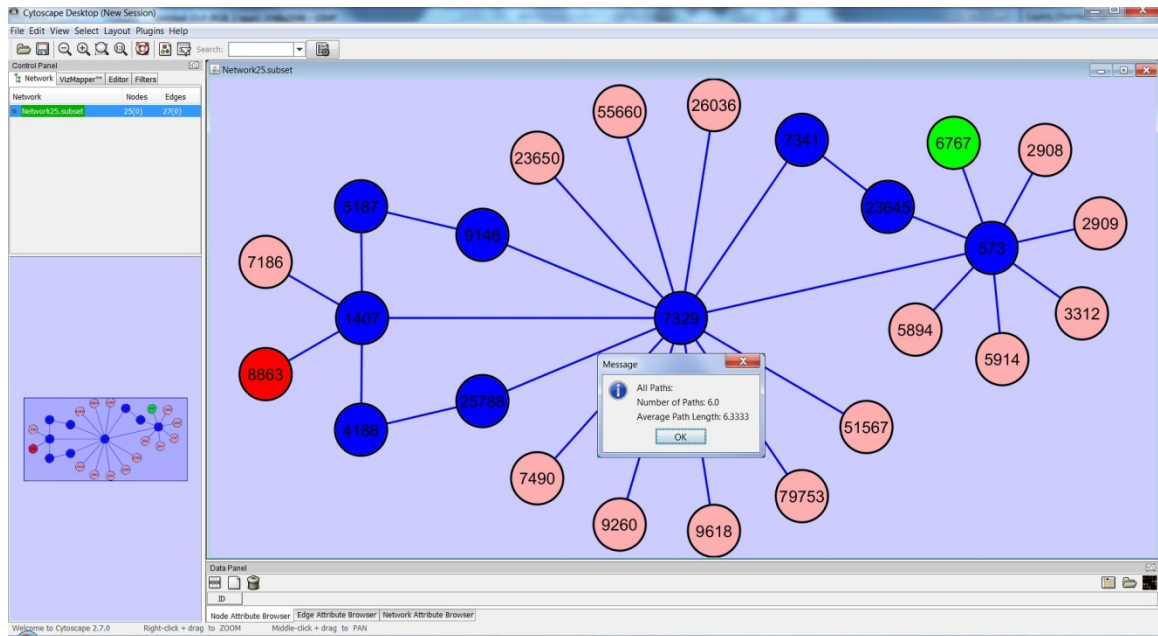 Cytoscape Desktop (New Session)
File Edit View Select Layout Plugins Help
Search:
Control Panel
Network VizMapper™ Editor Filters
Network Nodes Edges
Network25.subset 25(0) 27(0)
Network25.subset
55660
26036
7341
6767
2908
23650
5187
23645
2909
9146
573
7186
1407
7329
3312
5894
5914
8863
25788
4188
51567
7490
79753
9260
9618
Message
All Paths:
Number of Paths: 6.0
Average Path Length: 6.3333
OK
Data Panel
ID
Node Attribute Browser Edge Attribute Browser Network Attribute Browser
Welcome to Cytoscape 2.7.0 Right-click + drag to ZOOM Middle-click + drag to PAN